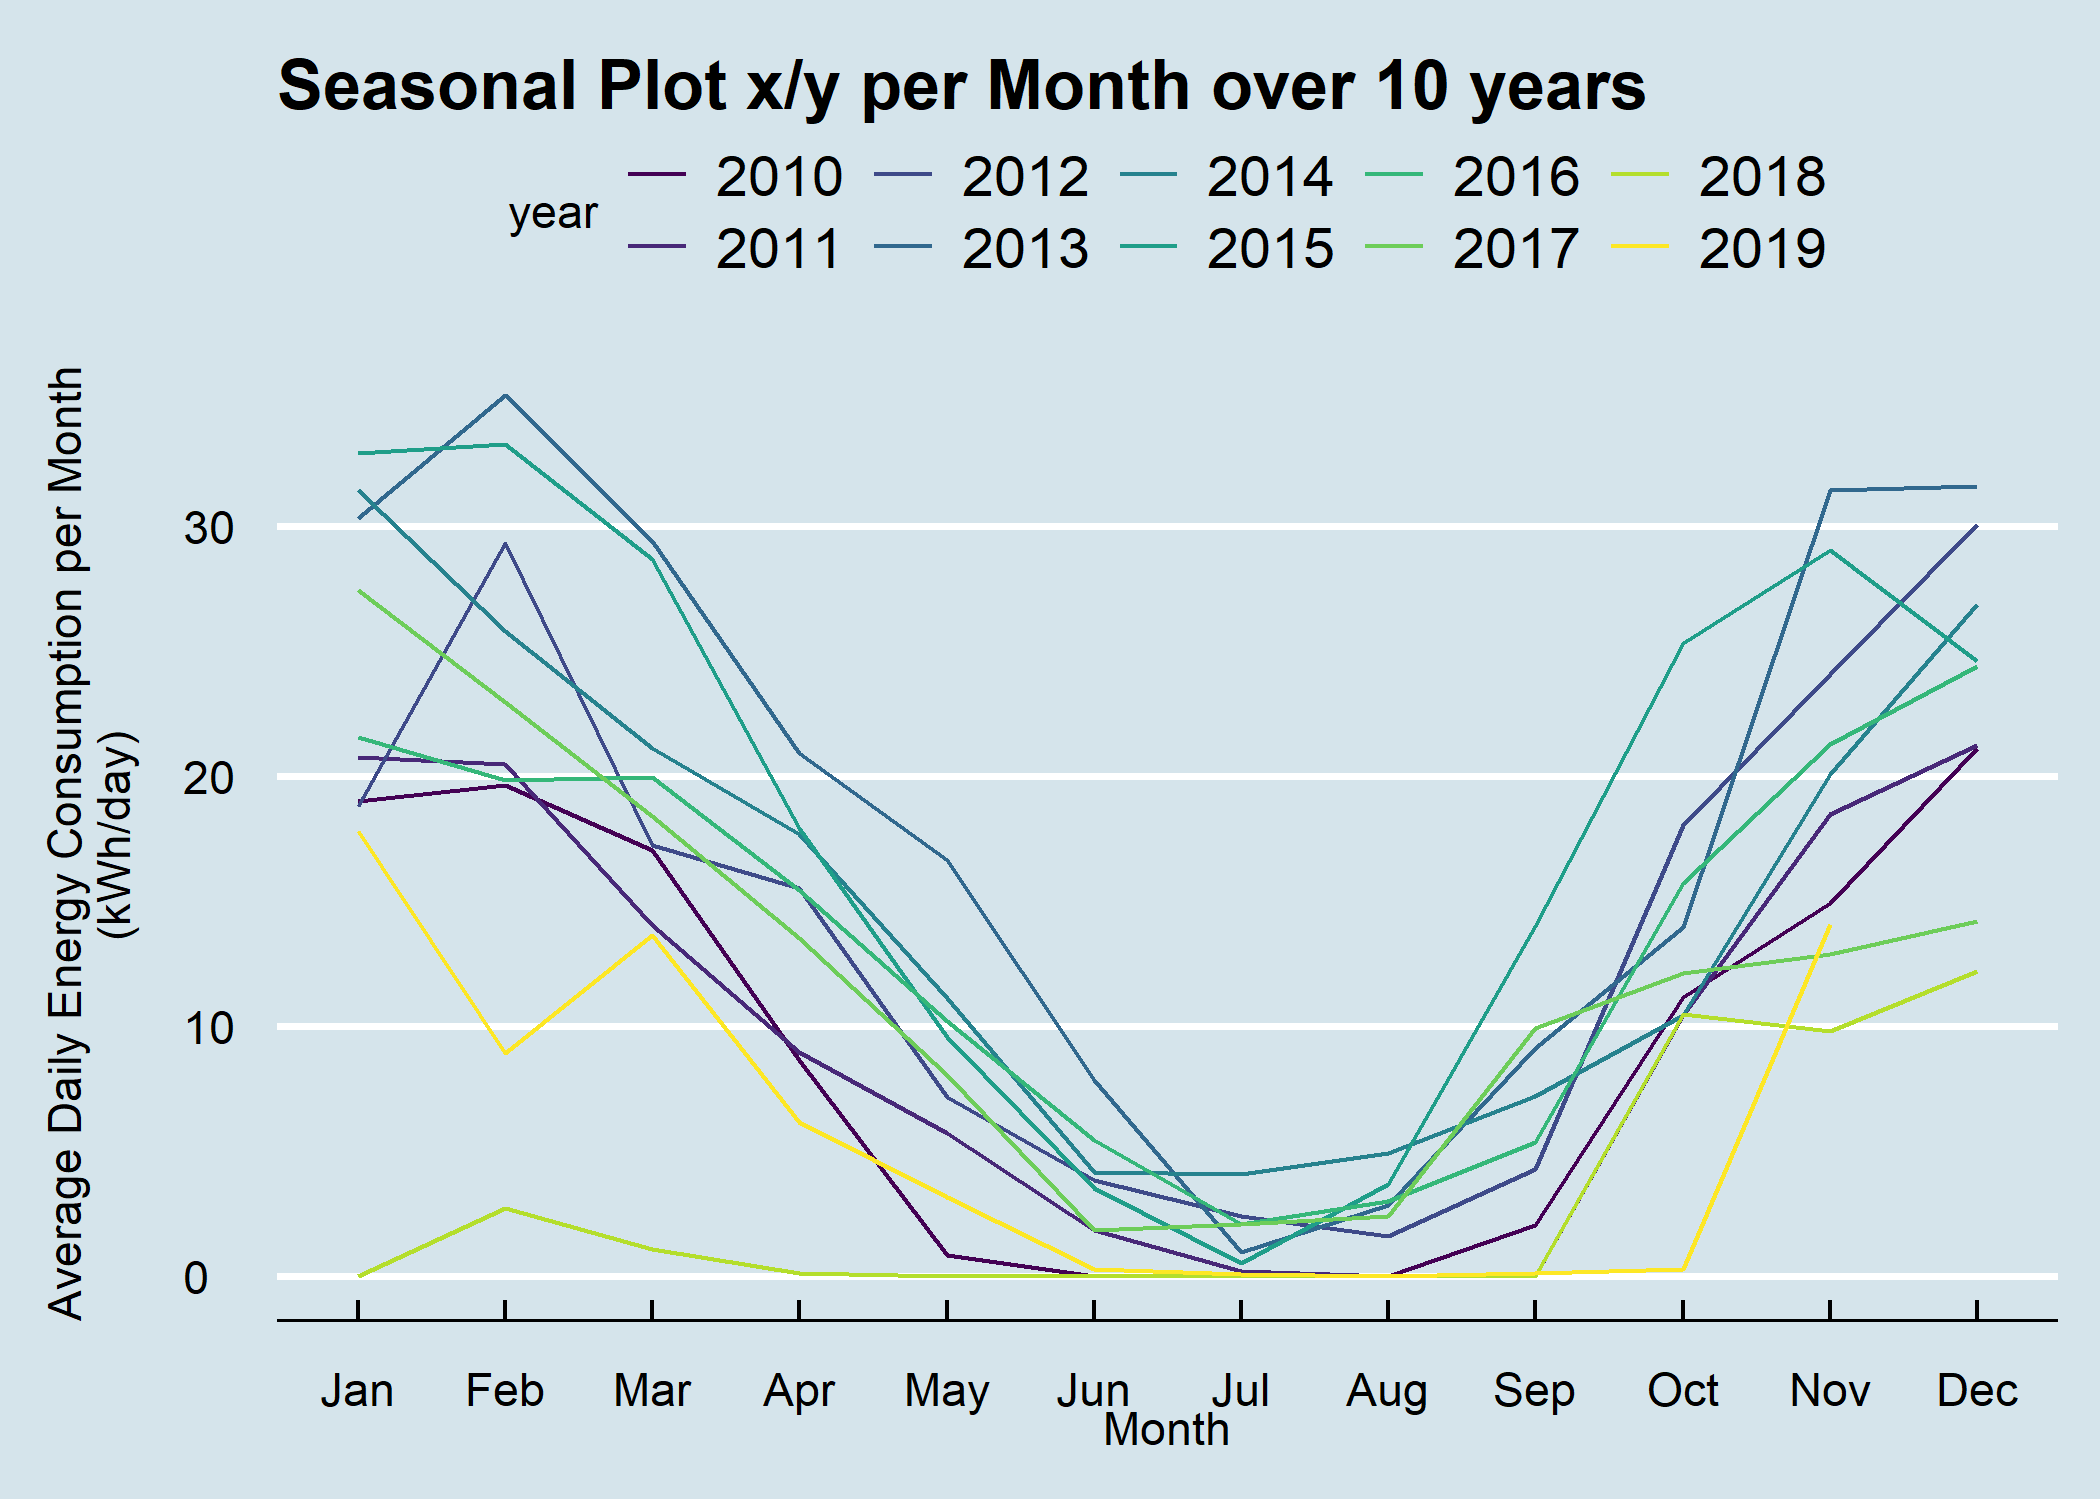 Seasonal Plot x/y per Month over 10 years
year
2010 2012 2014 2016 2018
2011 2013 2015 2017 2019
Average Daily Energy Consumption per Month
(kWh/day)
30
20
10
0
Jan Feb Mar Apr May Jun Jul Aug Sep Oct Nov Dec
Month